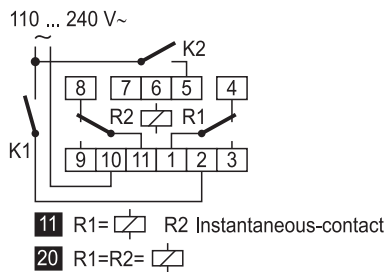 110 ... 240 V~
~
K2
8 7 6 5 4
R2 R1
K1
9 10 11 1 2 3
11 R1= R2 Instantaneous-contact
20 R1=R2=